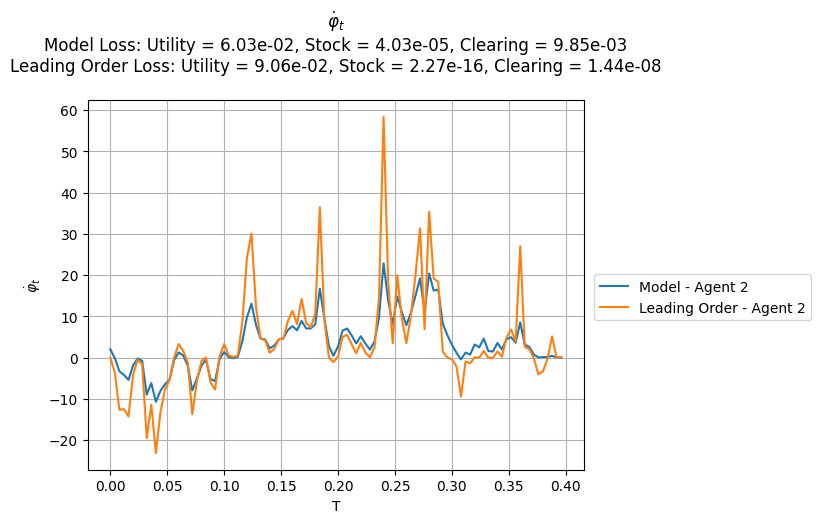 φ̇ₜ
Model Loss: Utility = 6.03e-02, Stock = 4.03e-05, Clearing = 9.85e-03
Leading Order Loss: Utility = 9.06e-02, Stock = 2.27e-16, Clearing = 1.44e-08
60
50
40
30
20
10
0
−10
−20
φ̇ₜ
0.00 0.05 0.10 0.15 0.20 0.25 0.30 0.35 0.40
T
Model - Agent 2
Leading Order - Agent 2